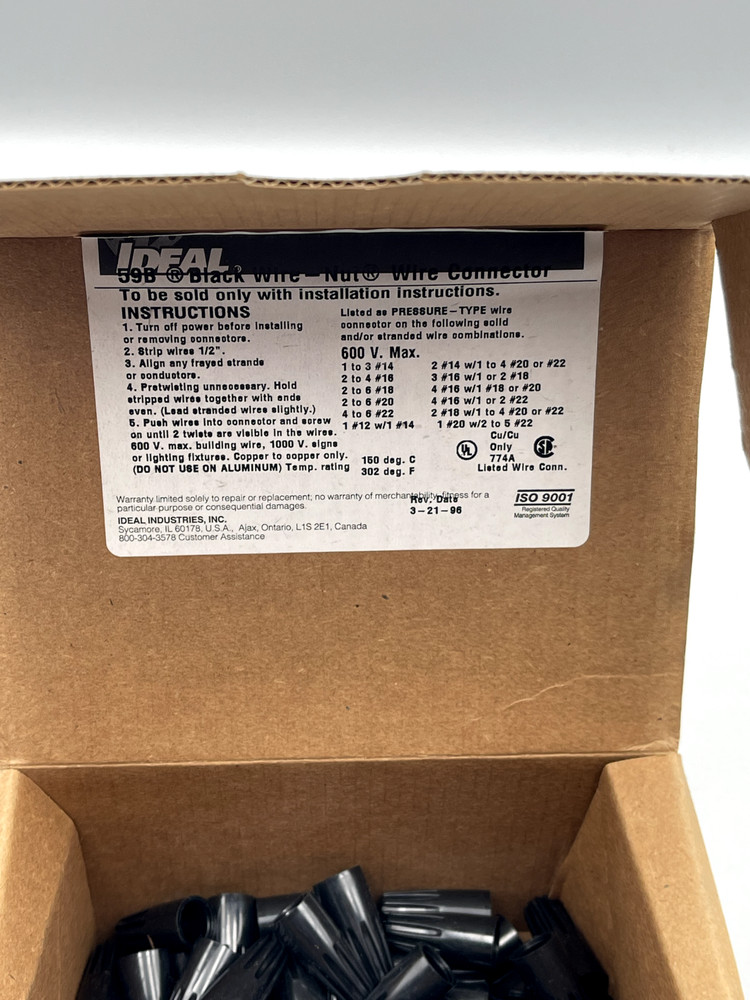 IDEAL
59B ® Black Wire-Nut® Wire Connector
To be sold only with installation instructions.
INSTRUCTIONS
1. Turn off power before installing
or removing connectors.
2. Strip wires 1/2".
3. Align any frayed strands
or conductors.
4. Pretwisting unnecessary. Hold
stripped wires together with ends
even. (Lead stranded wires slightly.)
5. Push wires into connector and screw
on until 2 twists are visible in the wires.
600 V. max. building wire, 1000 V. signs
or lighting fixtures. Copper to copper only.
(DO NOT USE ON ALUMINUM) Temp. rating
150 deg. C
302 deg. F
Listed as PRESSURE-TYPE wire
connector on the following solid
and/or stranded wire combinations.
600 V. Max.
1 to 3 #14
2 to 4 #16
2 to 6 #18
2 to 6 #20
4 to 6 #22
1 #12 w/1 #14
2 #14 w/1 to 4 #20 or #22
3 #16 w/1 or 2 #18
4 #16 w/1 #18 or #20
4 #16 w/1 or 2 #22
2 #18 w/1 to 4 #20 or #22
1 #20 w/2 to 5 #22
UL
Cu/Cu
Only
774A
Listed Wire Conn.
Warranty limited solely to repair or replacement; no warranty of merchantability/fitness for a
particular purpose or consequential damages.
Rev. Date
3-21-96
IDEAL INDUSTRIES, INC.
Sycamore, IL 60178, U.S.A., Ajax, Ontario, L1S 2E1, Canada
800-304-3578 Customer Assistance
ISO 9001
Registered Quality
Management System